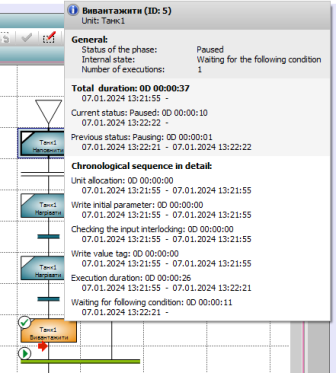 Вивантажити (ID: 5)
Unit: Танк1
General:
Status of the phase: Paused
Internal state: Waiting for the following condition
Number of executions: 1
Total duration: 0D 00:00:37
07.01.2024 13:21:55 -
Current status: Paused: 0D 00:00:10
07.01.2024 13:22:22 -
Previous status: Pausing: 0D 00:00:01
07.01.2024 13:22:21 - 07.01.2024 13:22:22
Chronological sequence in detail:
Unit allocation: 0D 00:00:00
07.01.2024 13:21:55 - 07.01.2024 13:21:55
Write initial parameter: 0D 00:00:00
07.01.2024 13:21:55 - 07.01.2024 13:21:55
Checking the input interlocking: 0D 00:00:00
07.01.2024 13:21:55 - 07.01.2024 13:21:55
Write value tag: 0D 00:00:00
07.01.2024 13:21:55 - 07.01.2024 13:21:55
Execution duration: 0D 00:00:26
07.01.2024 13:21:55 - 07.01.2024 13:22:21
Waiting for following condition: 0D 00:00:11
07.01.2024 13:22:21 -
Танк1
Наповнити
Танк1
Нагрівати
Танк1
Нагрівати
Танк1
Вивантажити